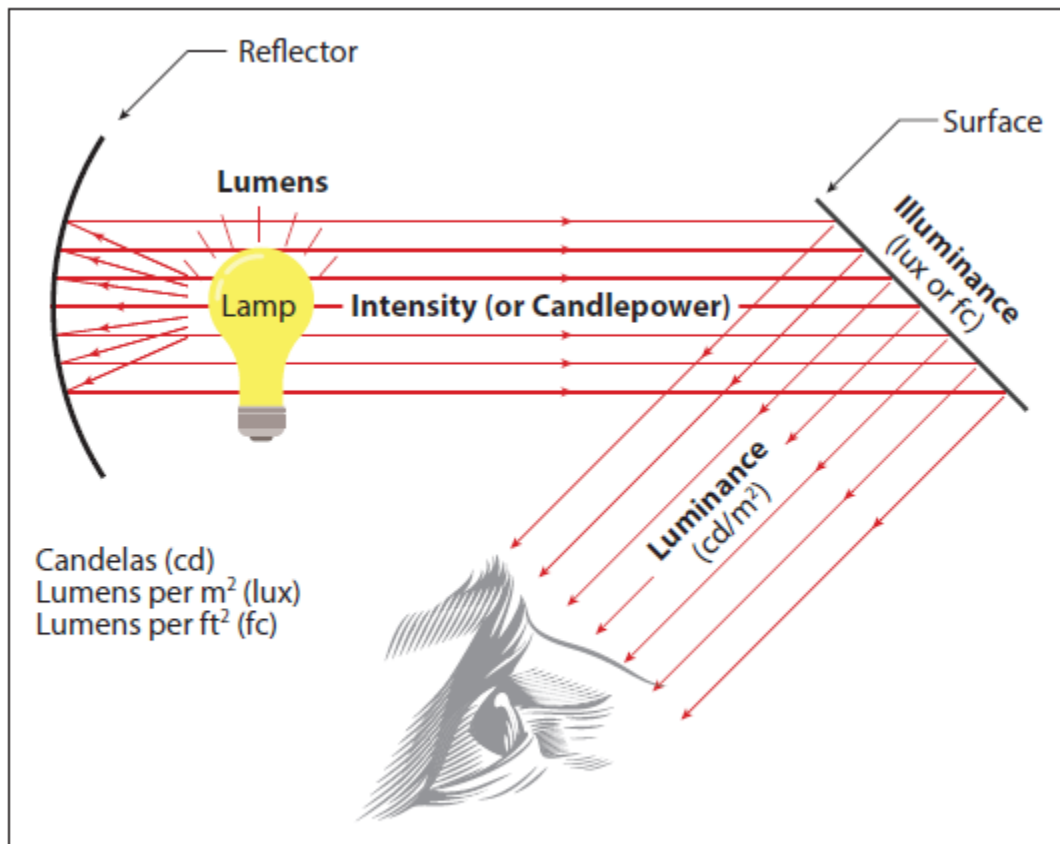 Reflector
Surface
Lumens
Illuminance
(lux or fc)
Lamp
Intensity (or Candlepower)
Luminance
(cd/m²)
Candelas (cd)
Lumens per m² (lux)
Lumens per ft² (fc)